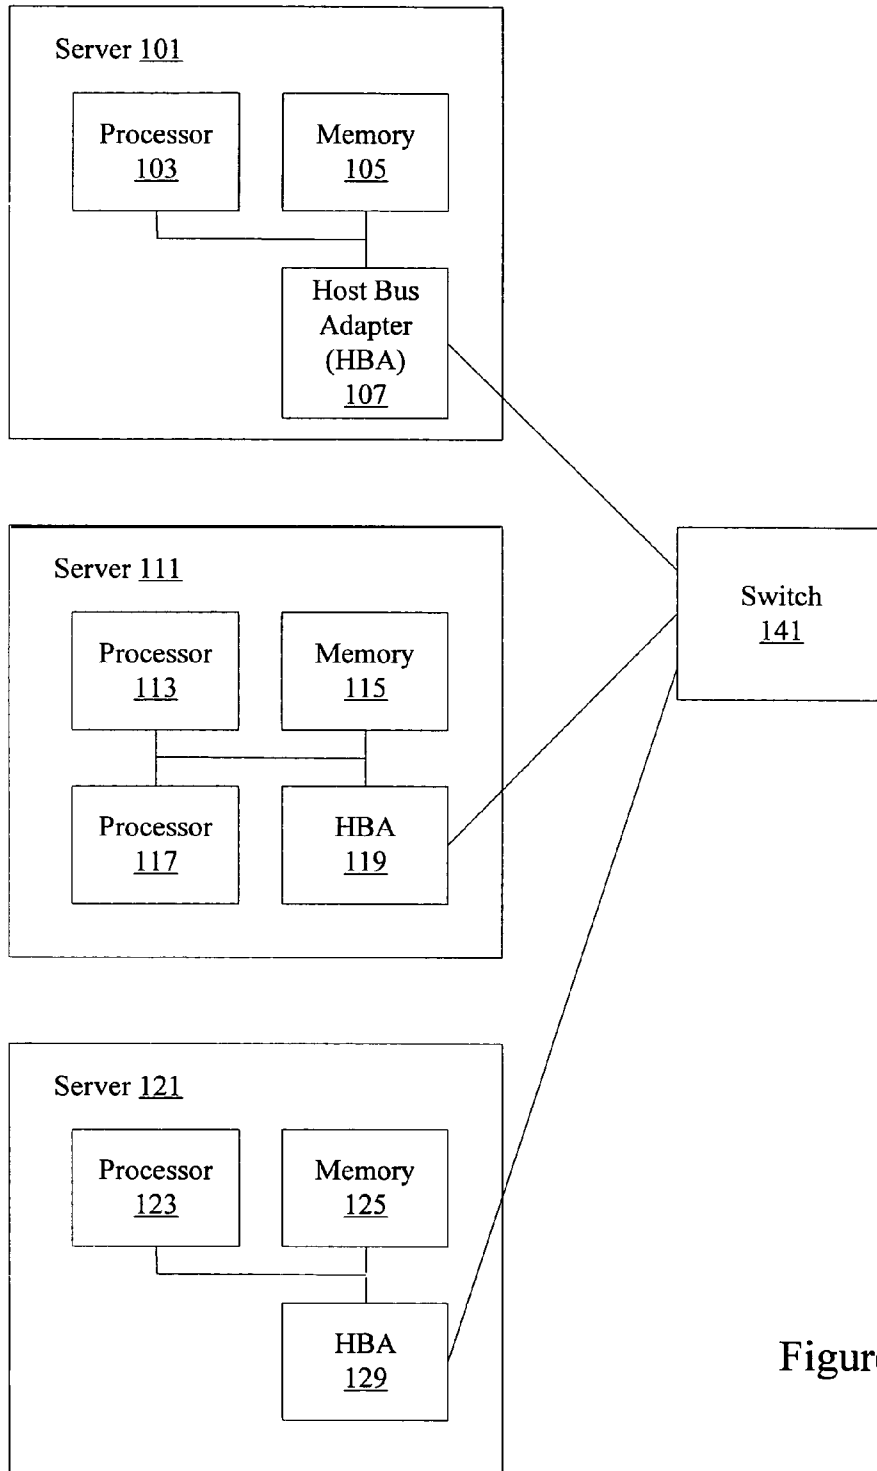 Server 101
Processor
103
Memory
105
Host Bus
Adapter
(HBA)
107
Server 111
Processor
113
Memory
115
Processor
117
HBA
119
Switch
141
Server 121
Processor
123
Memory
125
HBA
129
Figure